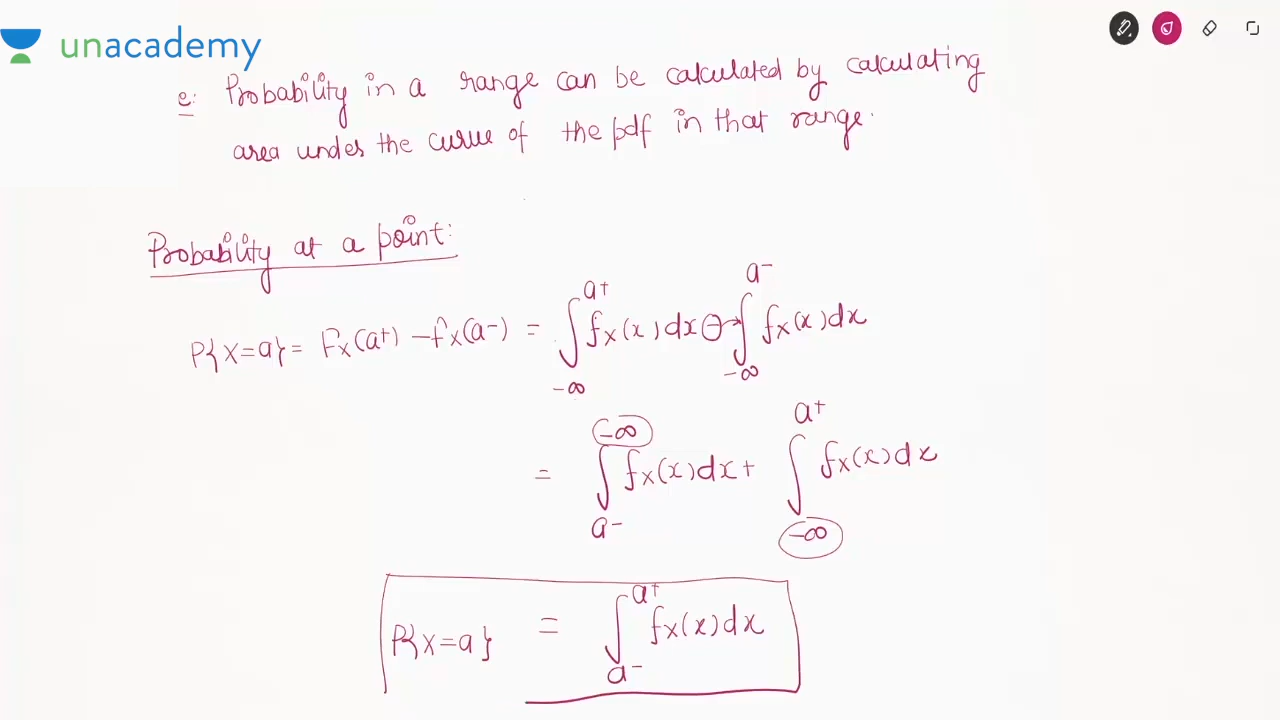 unacademy
e: Probability in a range can be calculated by calculating
area under the curve of the pdf in that range.
Probability at a point:
P{X=a} = Fx(a+) - Fx(a-) = ∫_{-∞}^{a+} fx(x) dx - ∫_{-∞}^{a-} fx(x) dx
= ∫_{a-}^{-∞} fx(x) dx + ∫_{-∞}^{a+} fx(x) dx
P{X=a} = ∫_{a-}^{a+} fx(x) dx